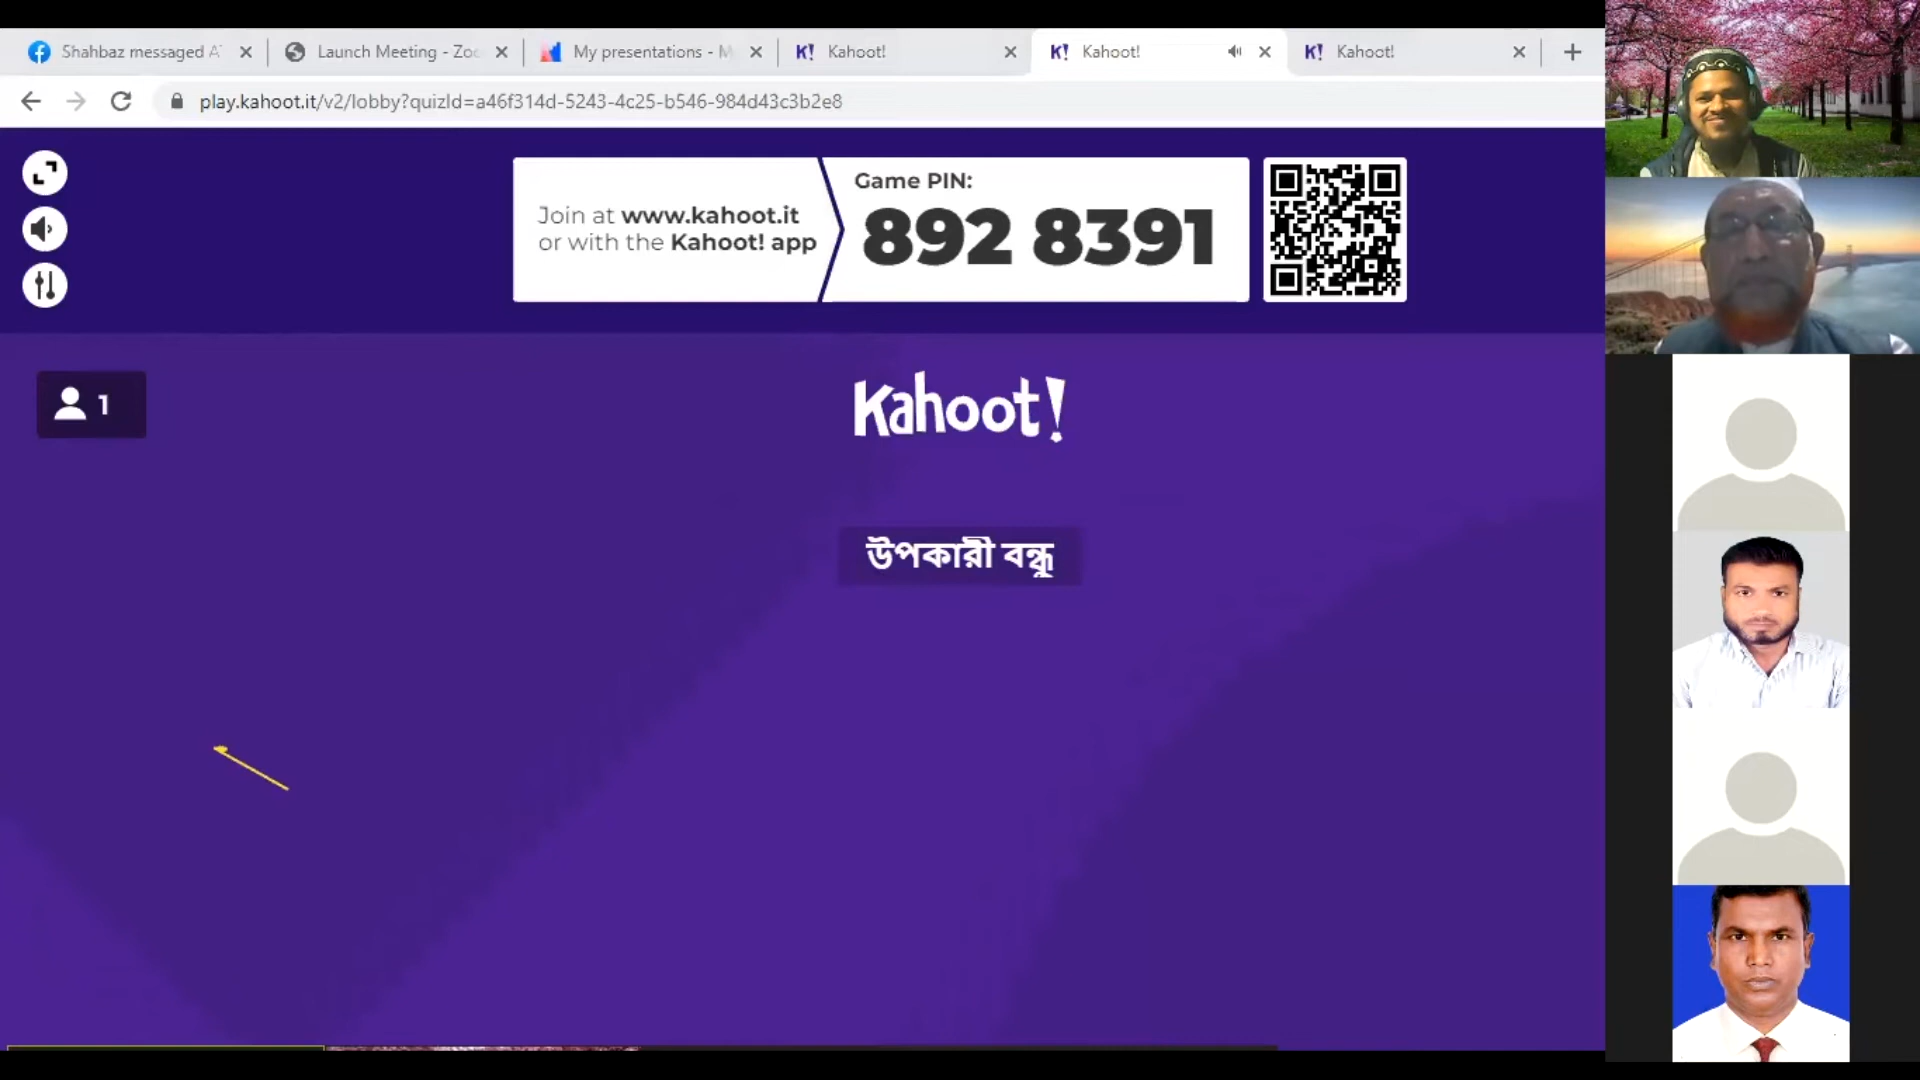 Shahbaz messaged
Launch Meeting - Zo
My presentations - M
Kahoot!
Kahoot!
Kahoot!
play.kahoot.it/v2/lobby?quizId=a46f314d-5243-4c25-b546-984d43c3b2e8
Join at www.kahoot.it
or with the Kahoot! app
Game PIN:
892 8391
1
Kahoot!
উপকারী বন্ধু